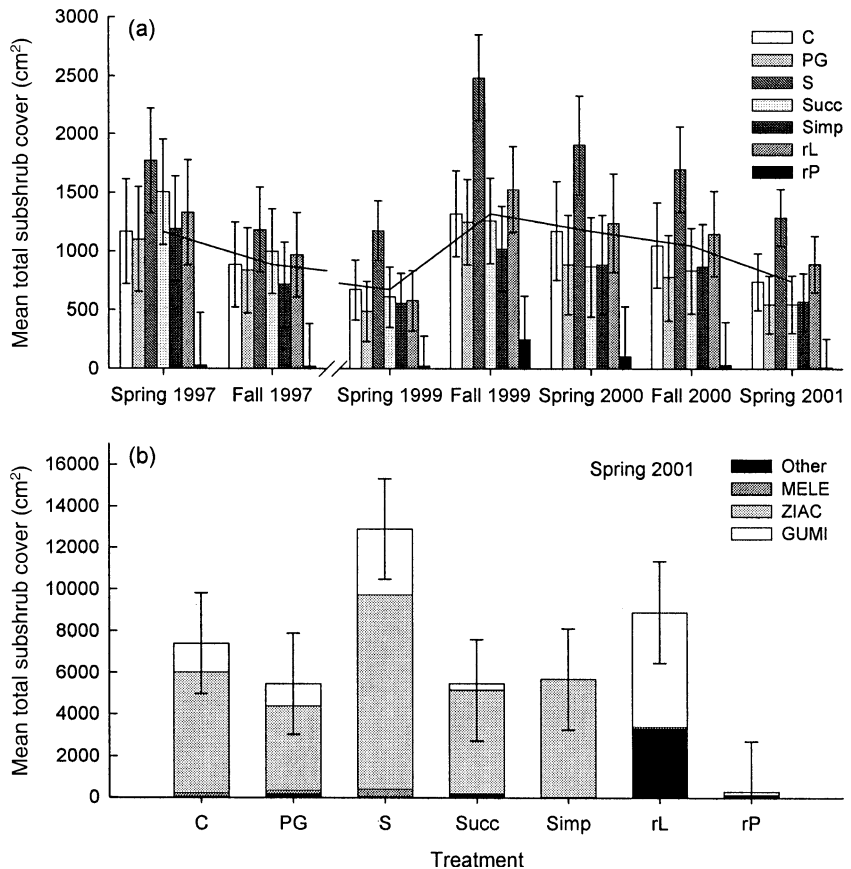 (a)
Mean total subshrub cover (cm²)
3000
2500
2000
1500
1000
500
0
C
PG
S
Succ
Simp
rL
rP
Spring 1997 Fall 1997 Spring 1999 Fall 1999 Spring 2000 Fall 2000 Spring 2001
(b)
Mean total subshrub cover (cm²)
16000
14000
12000
10000
8000
6000
4000
2000
0
Spring 2001
Other
MELE
ZIAC
GUMI
C PG S Succ Simp rL rP
Treatment